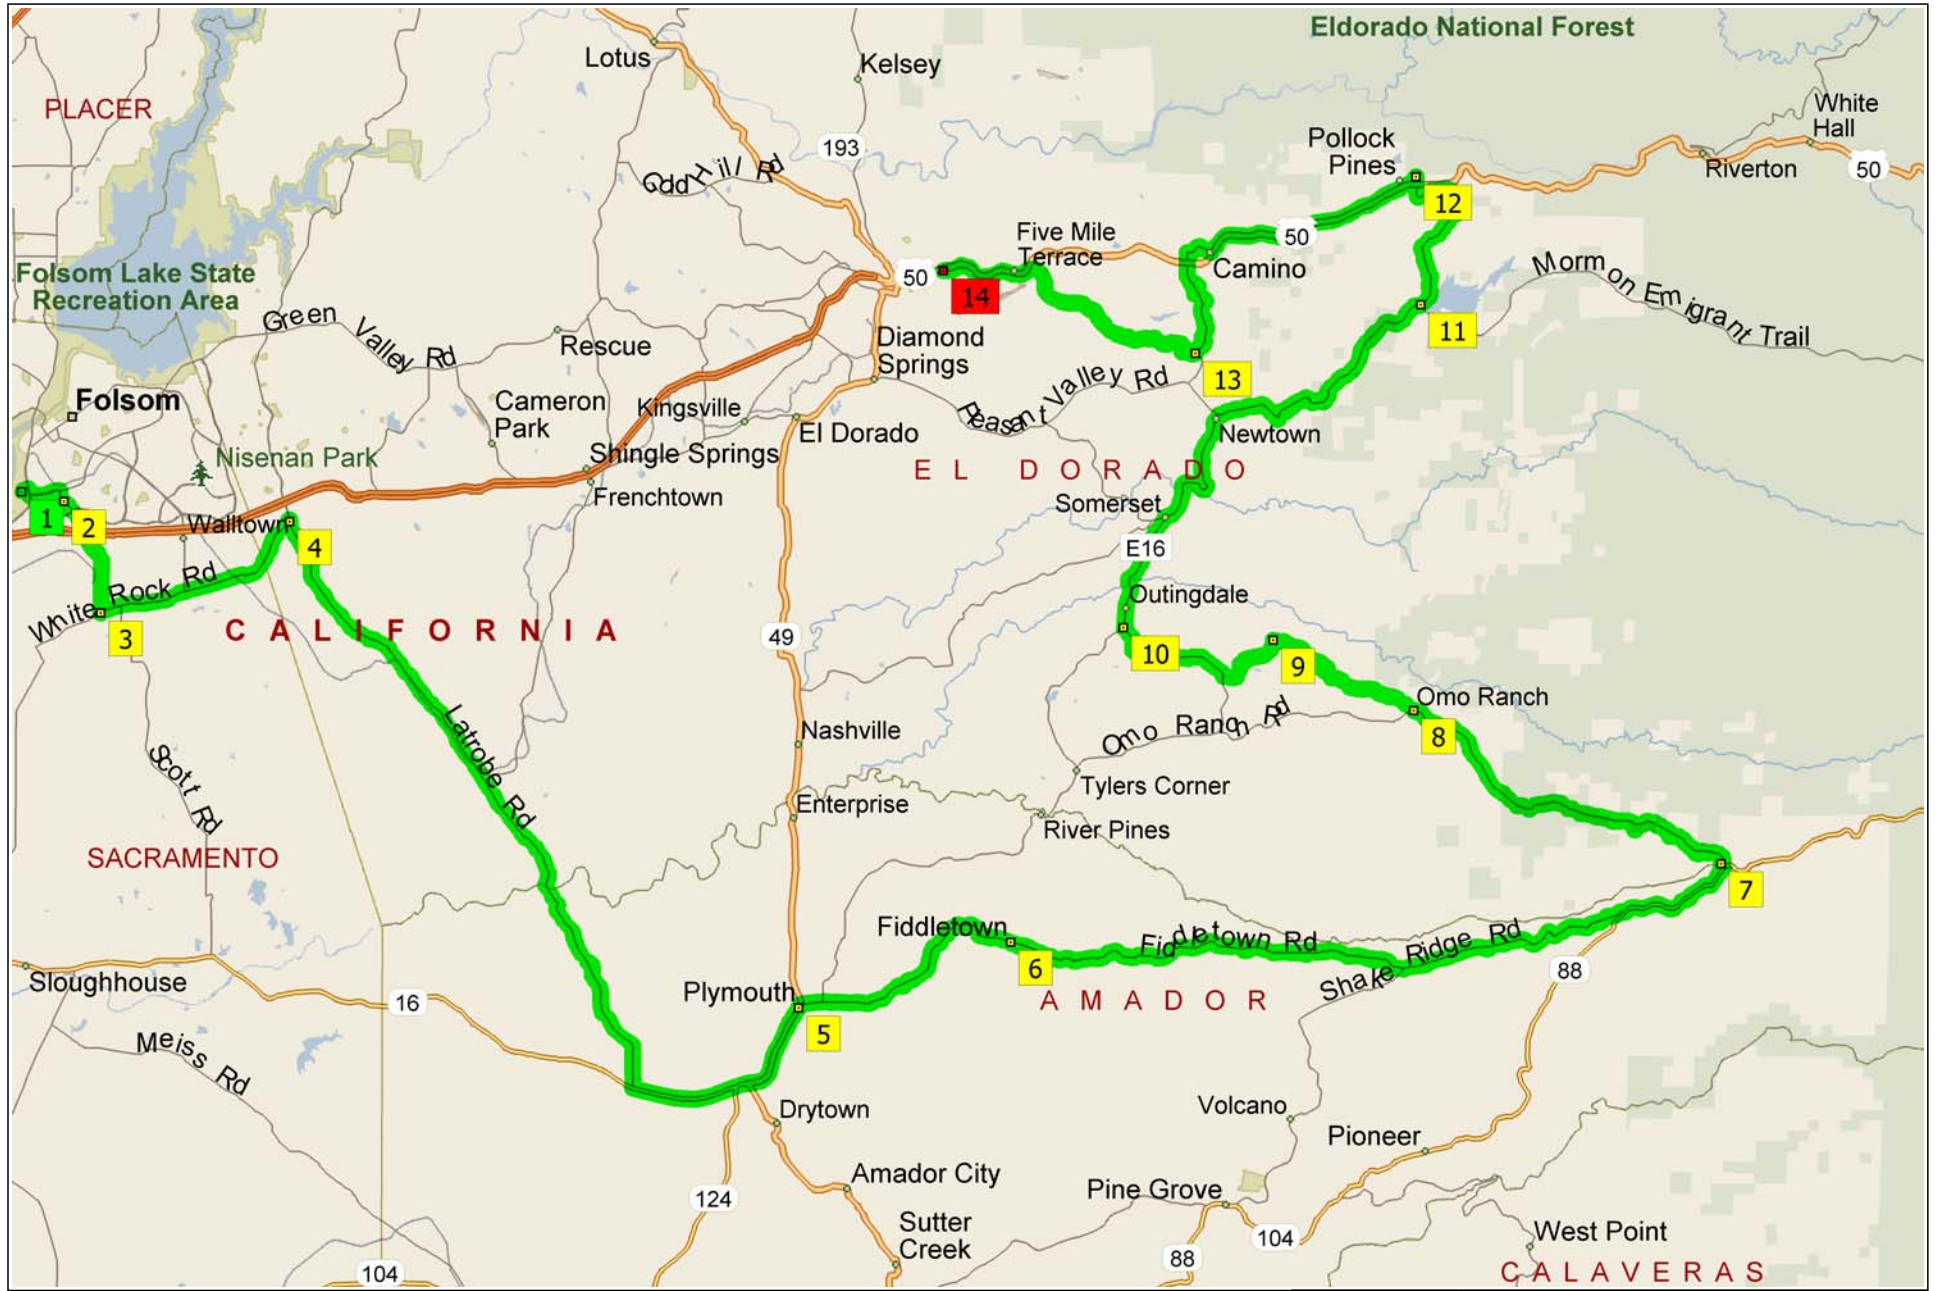 Eldorado National Forest
Lotus
Kelsey
PLACER
White
Hall
193
Pollock
Pines
Gold Hill Rd
Riverton
50
Five Mile
Terrace
50
12
Folsom Lake State
Recreation Area
50
Camino
14
Mormon Emigrant Trail
Green Valley Rd
Rescue
Diamond
Springs
11
13
Pleasant Valley Rd
Folsom
Cameron
Park
Kingsville
El Dorado
Newtown
Nisenan Park
Shingle Springs
EL DORADO
Frenchtown
Somerset
1
2
Walltown
4
E16
White Rock Rd
Outingdale
3
CALIFORNIA
49
10
9
Omo Ranch
Latrobe Rd
Nashville
Omo Ranch Rd
8
Scott Rd
Tylers Corner
Enterprise
River Pines
SACRAMENTO
7
Fiddletown
Fiddletown Rd
Shake Ridge Rd
6
88
Sloughhouse
16
Plymouth
AMADOR
5
Meiss Rd
Drytown
Volcano
Pioneer
Amador City
124
Pine Grove
Sutter
Creek
104
West Point
88
104
CALAVERAS